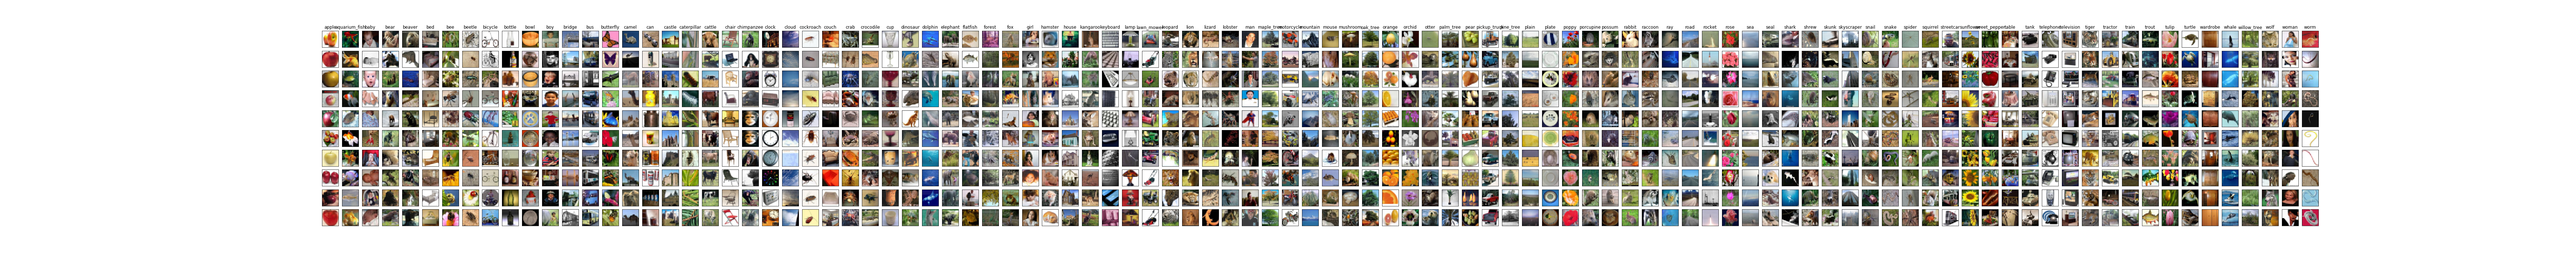 apple aquarium_fish baby bear beaver bed bee beetle bicycle bottle bowl boy bridge bus butterfly camel can castle caterpillar cattle chair chimpanzee clock cloud cockroach couch crab crocodile cup dinosaur dolphin elephant flatfish forest fox girl hamster house kangaroo keyboard lamp lawn_mower leopard lion lizard lobster man maple_tree motorcycle mountain mouse mushroom oak_tree orange orchid otter palm_tree pear pickup_truck pine_tree plain plate poppy porcupine possum rabbit raccoon ray road rocket rose sea seal shark shrew skunk skyscraper snail snake spider squirrel streetcar sunflower sweet_pepper table tank telephone television tiger tractor train trout tulip turtle wardrobe whale willow_tree wolf woman worm